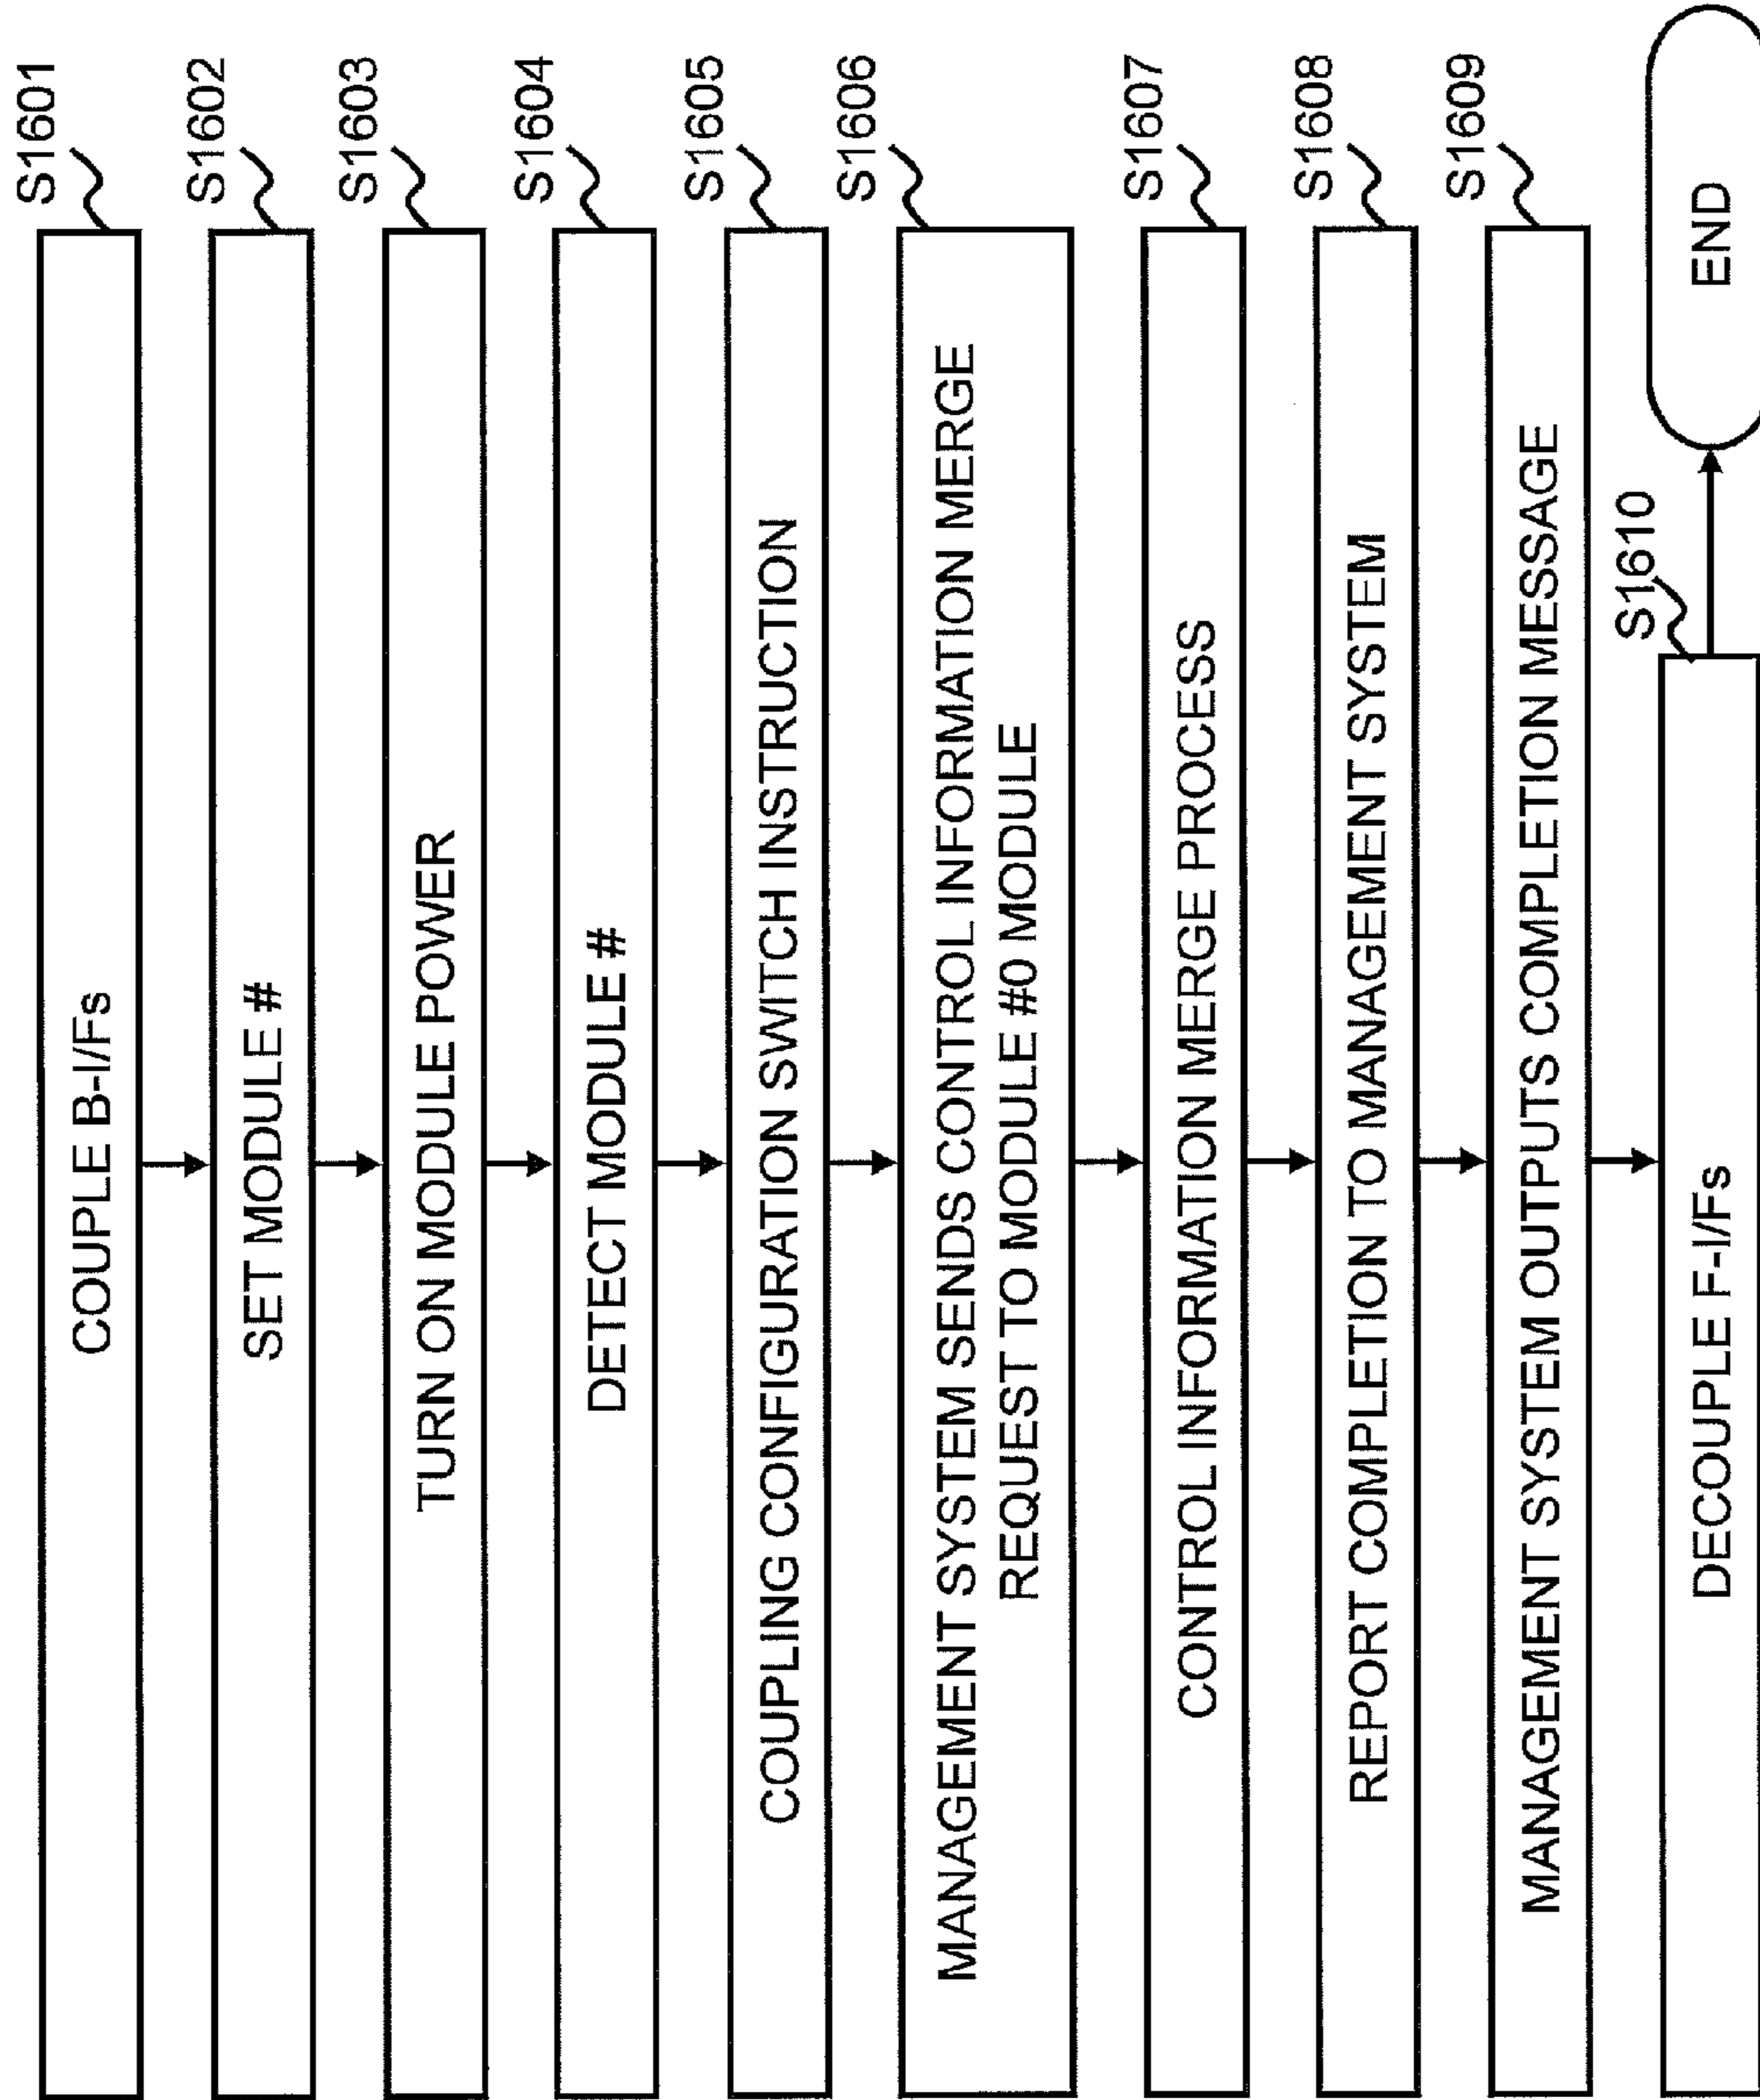 S1601
COUPLE B-I/Fs
S1602
SET MODULE #
S1603
TURN ON MODULE POWER
S1604
DETECT MODULE #
S1605
COUPLING CONFIGURATION SWITCH INSTRUCTION
S1606
MANAGEMENT SYSTEM SENDS CONTROL INFORMATION MERGE
REQUEST TO MODULE #0 MODULE
S1607
CONTROL INFORMATION MERGE PROCESS
S1608
REPORT COMPLETION TO MANAGEMENT SYSTEM
S1609
MANAGEMENT SYSTEM OUTPUTS COMPLETION MESSAGE
S1610
DECOUPLE F-I/Fs
END